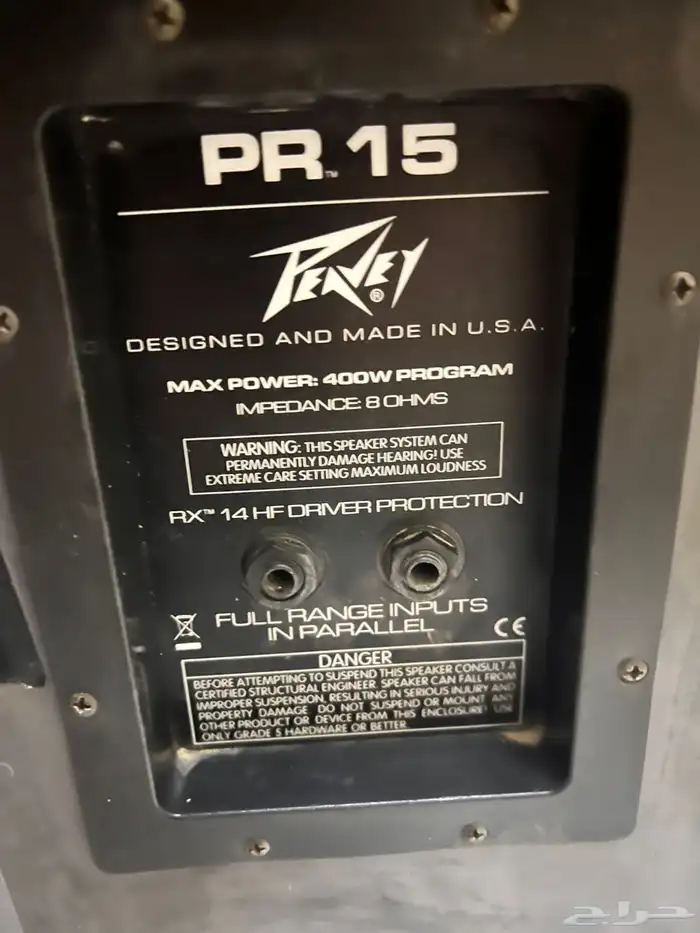 PR™ 15
PEAVEY®
DESIGNED AND MADE IN U.S.A.
MAX POWER: 400W PROGRAM
IMPEDANCE: 8 OHMS
WARNING: THIS SPEAKER SYSTEM CAN
PERMANENTLY DAMAGE HEARING! USE
EXTREME CARE SETTING MAXIMUM LOUDNESS
RX™ 14 HF DRIVER PROTECTION
FULL RANGE INPUTS
IN PARALLEL
CE
DANGER
BEFORE ATTEMPTING TO SUSPEND THIS SPEAKER CONSULT A
CERTIFIED STRUCTURAL ENGINEER. SPEAKER CAN FALL FROM
IMPROPER SUSPENSION, RESULTING IN SERIOUS INJURY AND
PROPERTY DAMAGE. DO NOT SUSPEND OR MOUNT ANY
OTHER PRODUCT OR DEVICE FROM THIS ENCLOSURE! USE
ONLY GRADE 5 HARDWARE OR BETTER.
حراج